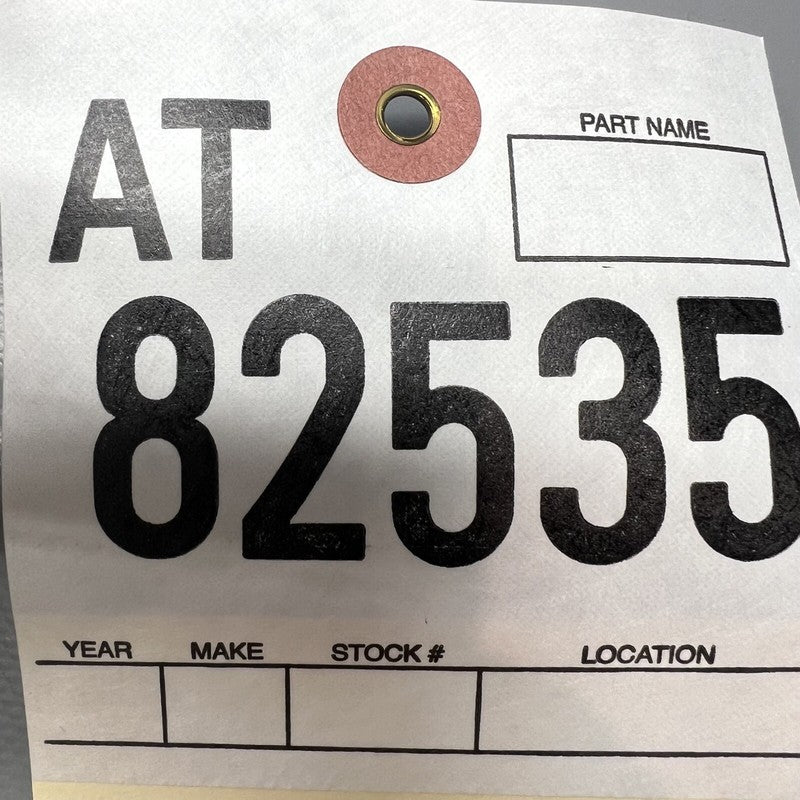 AT
PART NAME
82535
YEAR MAKE STOCK # LOCATION